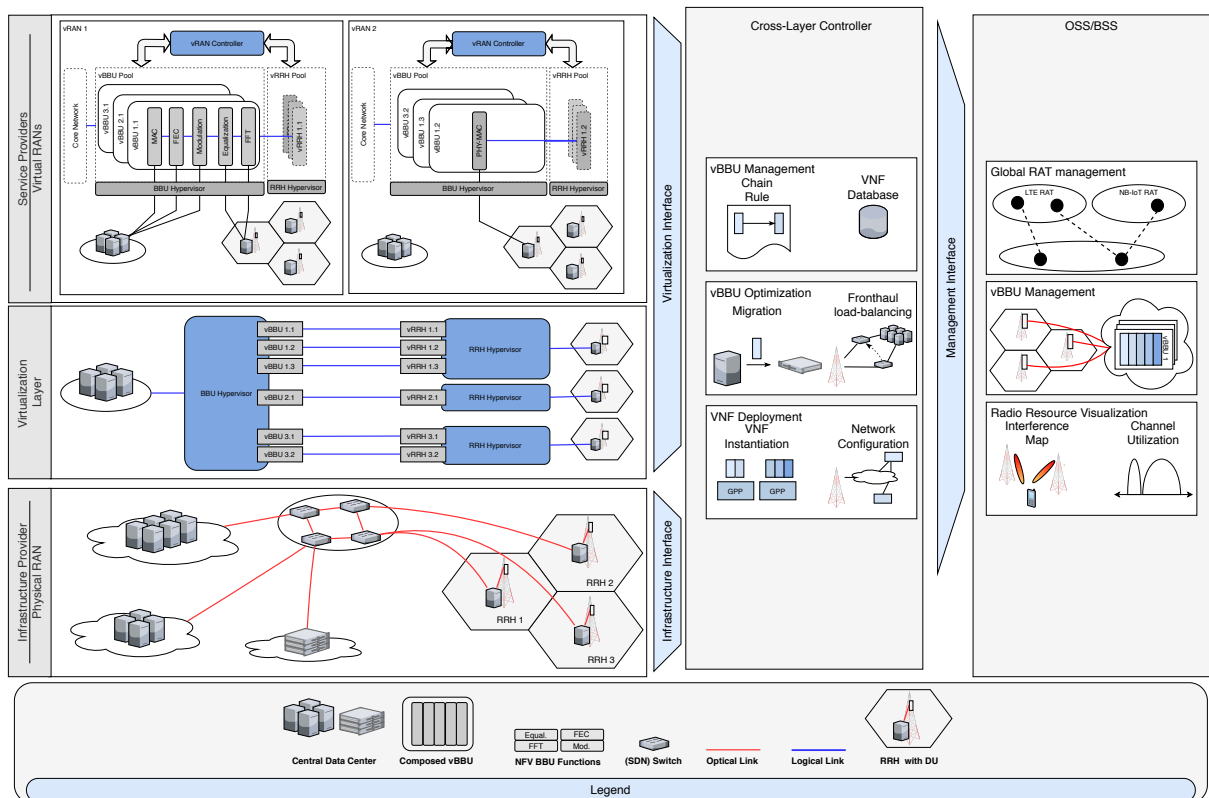 Service Providers
Virtual RANs
vRAN 1
vRAN Controller
vBBU Pool
vRRH Pool
Core Network
vBBU 3.1
vBBU 2.1
vBBU 1.1
MAC
FEC
Modulation
Equalization
FFT
vRRH 1.1
BBU Hypervisor
RRH Hypervisor
vRAN 2
vRAN Controller
vBBU Pool
vRRH Pool
Core Network
vBBU 3.2
vBBU 1.3
vBBU 1.2
PHY-MAC
vRRH 1.2
BBU Hypervisor
RRH Hypervisor
Virtualization
Layer
BBU Hypervisor
vBBU 1.1
vBBU 1.2
vBBU 1.3
vBBU 2.1
vBBU 3.1
vBBU 3.2
vRRH 1.1
vRRH 1.2
vRRH 1.3
vRRH 2.1
vRRH 3.1
vRRH 3.2
RRH Hypervisor
RRH Hypervisor
RRH Hypervisor
Infrastructure Provider
Physical RAN
RRH 1
RRH 2
RRH 3
Virtualization Interface
Infrastructure Interface
Cross-Layer Controller
vBBU Management
Chain
Rule
VNF
Database
vBBU Optimization
Migration
Fronthaul
load-balancing
VNF Deployment
VNF
Instantiation
GPP
GPP
Network
Configuration
Management Interface
OSS/BSS
Global RAT management
LTE RAT
NB-IoT RAT
vBBU Management
vBBU 1
Radio Resource Visualization
Interference
Map
Channel
Utilization
Central Data Center
Composed vBBU
Equal.
FEC
FFT
Mod.
NFV BBU Functions
(SDN) Switch
Optical Link
Logical Link
RRH with DU
Legend